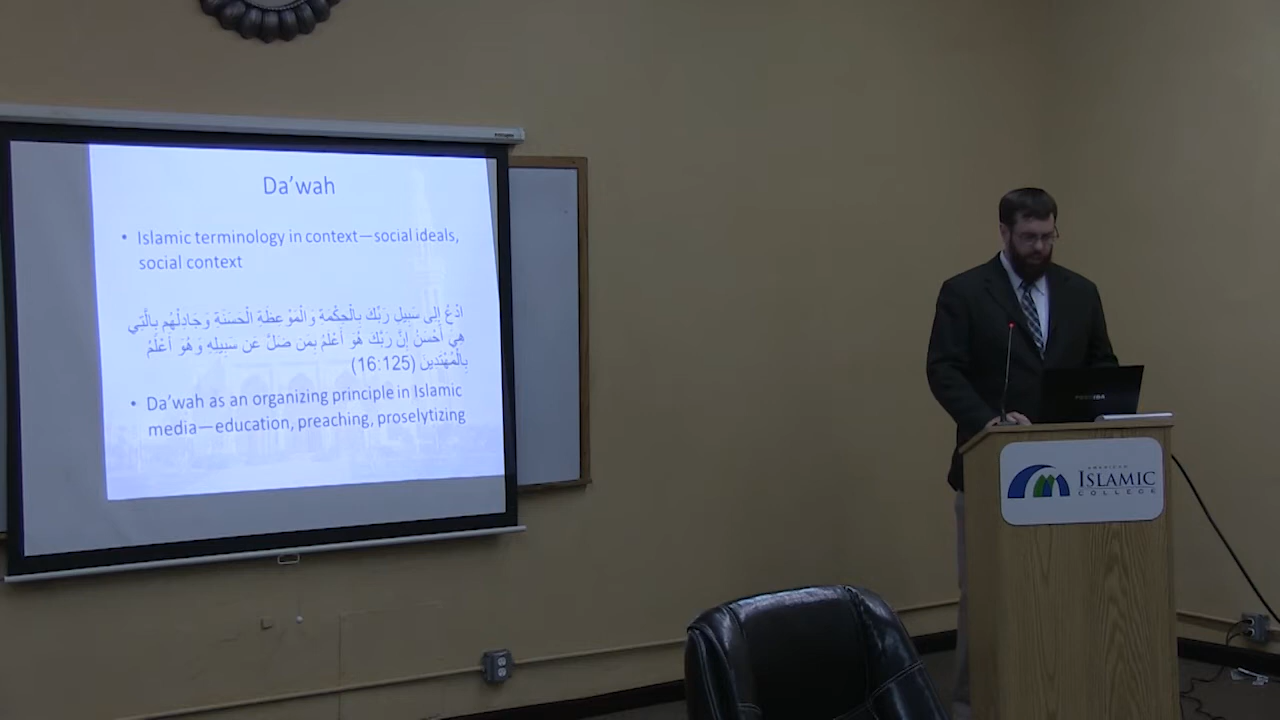 Da'wah
• Islamic terminology in context—social ideals,
social context
ادْعُ إِلَى سَبِيلِ رَبِّكَ بِالْحِكْمَةِ وَالْمَوْعِظَةِ الْحَسَنَةِ وَجَادِلْهُم بِالَّتِي
هِيَ أَحْسَنُ إِنَّ رَبَّكَ هُوَ أَعْلَمُ بِمَن ضَلَّ عَن سَبِيلِهِ وَهُوَ أَعْلَمُ
بِالْمُهْتَدِينَ (16:125)
• Da'wah as an organizing principle in Islamic
media—education, preaching, proselytizing
AMERICAN
ISLAMIC
COLLEGE